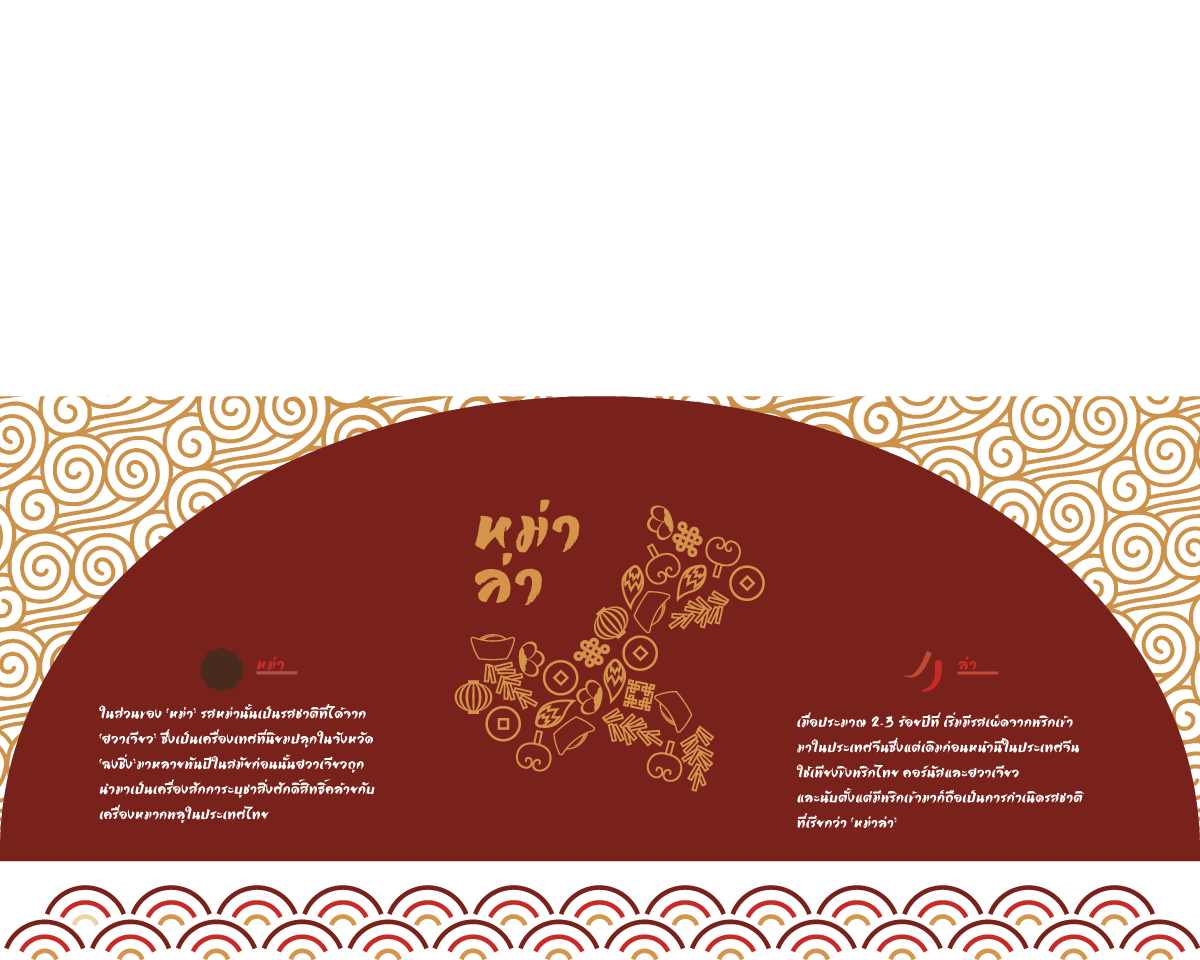 หม่า
ล่า
หม่า
ในส่วนของ 'หม่า' รสหม่านั้นเป็นรสชาติที่ได้จาก
'ฮวาเจียว' ซึ่งเป็นเครื่องเทศที่นิยมปลุกในจังหวัด
'ฉงชิ่ง'มาหลายพันปีในสมัยก่อนนั้นฮวาเจียวถูก
นำมาเป็นเครื่องสักการะบูชาสิ่งศักดิ์สิทธิ์คล้ายกับ
เครื่องหมากพลูในประเทศไทย
ล่า
เมื่อประมาณ 2-3 ร้อยปีที่ เริ่มมีรสเผ็ดจากพริกเข้า
มาในประเทศจีนซึ่งแต่เดิมก่อนหน้านี้ในประเทศจีน
ใช้เพียงขิงพริกไทย คอร์นัสและฮวาเจียว
และนับตั้งแต่มีพริกเข้ามาก็ถือเป็นการกำเนิดรสชาติ
ที่เรียกว่า 'หม่าล่า'